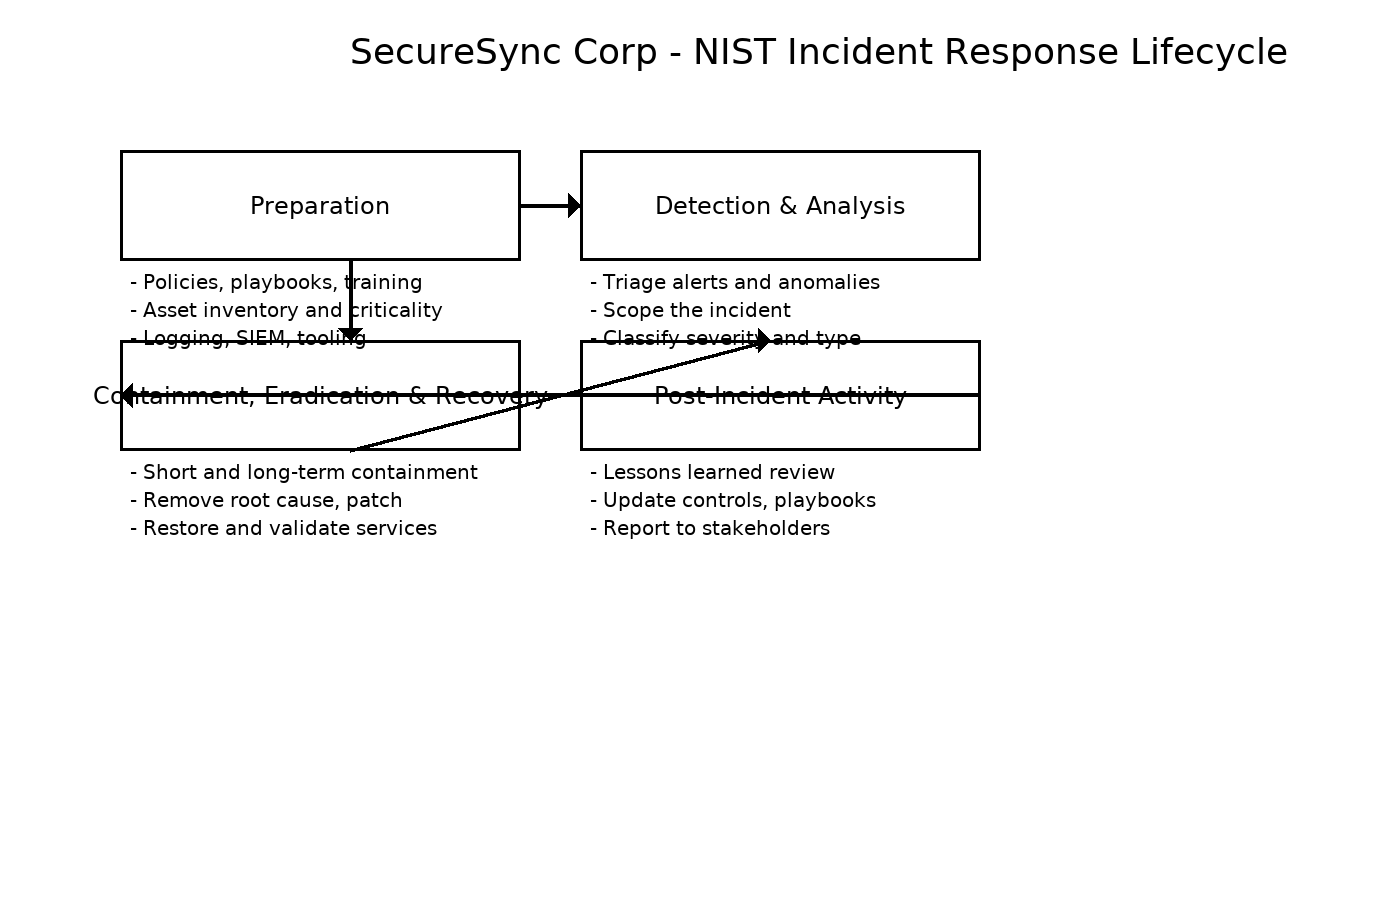 SecureSync Corp - NIST Incident Response Lifecycle
Preparation
- Policies, playbooks, training
- Asset inventory and criticality
- Logging, SIEM, tooling
Detection & Analysis
- Triage alerts and anomalies
- Scope the incident
- Classify severity and type
Containment, Eradication & Recovery
- Short and long-term containment
- Remove root cause, patch
- Restore and validate services
Post-Incident Activity
- Lessons learned review
- Update controls, playbooks
- Report to stakeholders